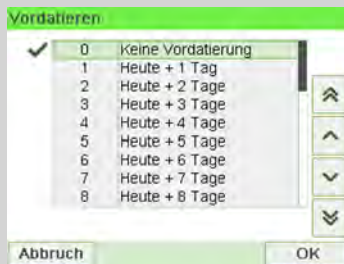 Vordatieren
0 Keine Vordatierung
1 Heute + 1 Tag
2 Heute + 2 Tage
3 Heute + 3 Tage
4 Heute + 4 Tage
5 Heute + 5 Tage
6 Heute + 6 Tage
7 Heute + 7 Tage
8 Heute + 8 Tage
Abbruch OK